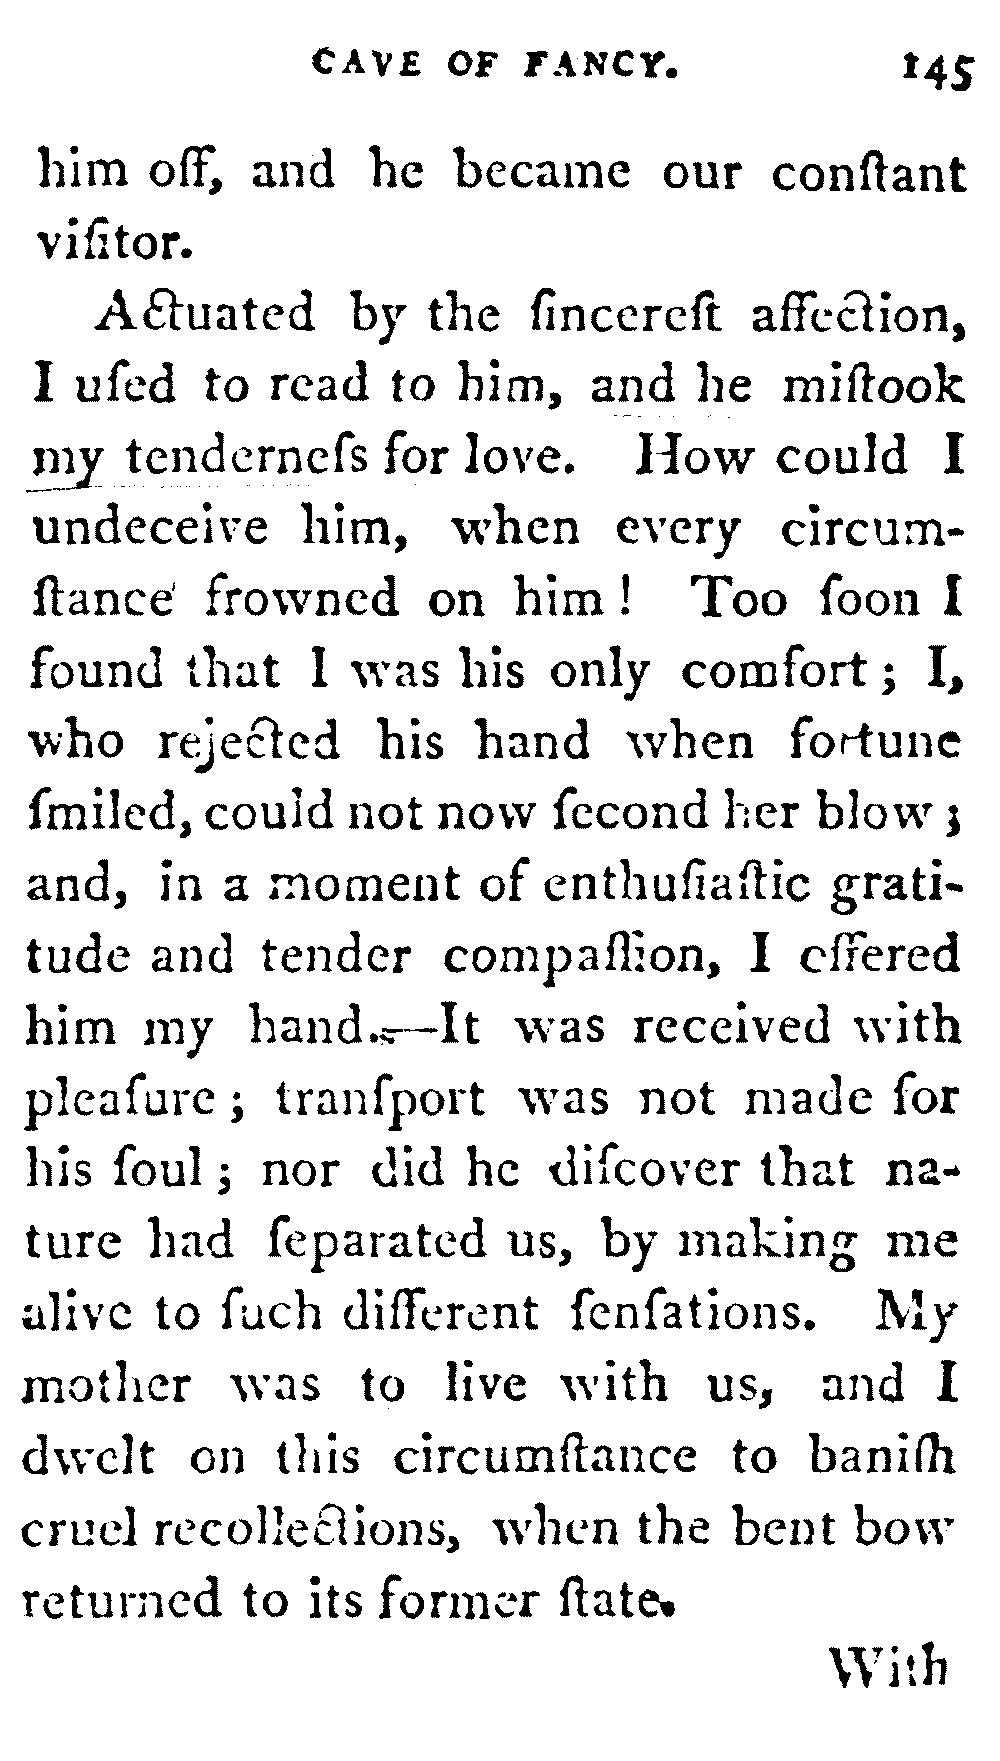 CAVE OF FANCY. 145
him off, and he became our conſtant
viſitor.
Actuated by the ſincereſt affection,
I uſed to read to him, and he miſtook
my tenderneſs for love. How could I
undeceive him, when every circum-
ſtance frowned on him! Too ſoon I
found that I was his only comfort; I,
who rejected his hand when fortune
ſmiled, could not now ſecond her blow;
and, in a moment of enthuſiaſtic grati-
tude and tender compaſſion, I offered
him my hand.—It was received with
pleaſure; tranſport was not made for
his ſoul; nor did he diſcover that na-
ture had ſeparated us, by making me
alive to ſuch different ſenſations. My
mother was to live with us, and I
dwelt on this circumſtance to baniſh
cruel recollections, when the bent bow
returned to its former ſtate.
With